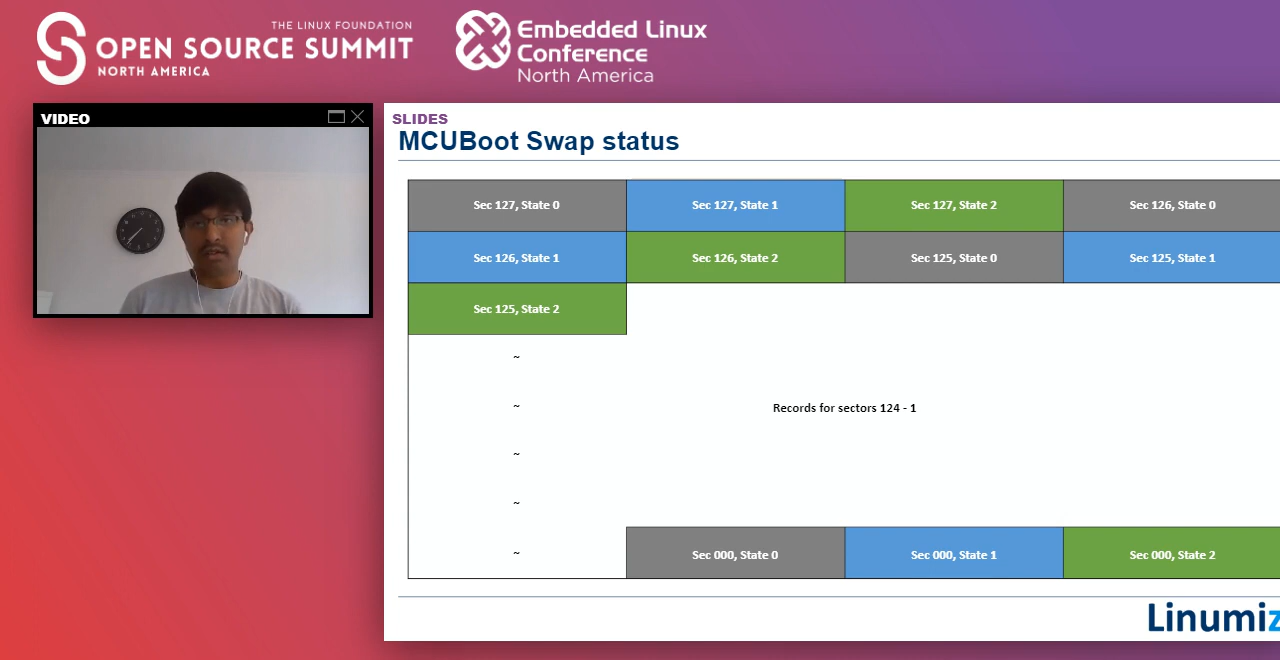 THE LINUX FOUNDATION
OPEN SOURCE SUMMIT
NORTH AMERICA
Embedded Linux
Conference
North America
VIDEO
SLIDES
MCUBoot Swap status
Sec 127, State 0
Sec 127, State 1
Sec 127, State 2
Sec 126, State 0
Sec 126, State 1
Sec 126, State 2
Sec 125, State 0
Sec 125, State 1
Sec 125, State 2
~
~
Records for sectors 124 - 1
~
~
~
Sec 000, State 0
Sec 000, State 1
Sec 000, State 2
Linumiz